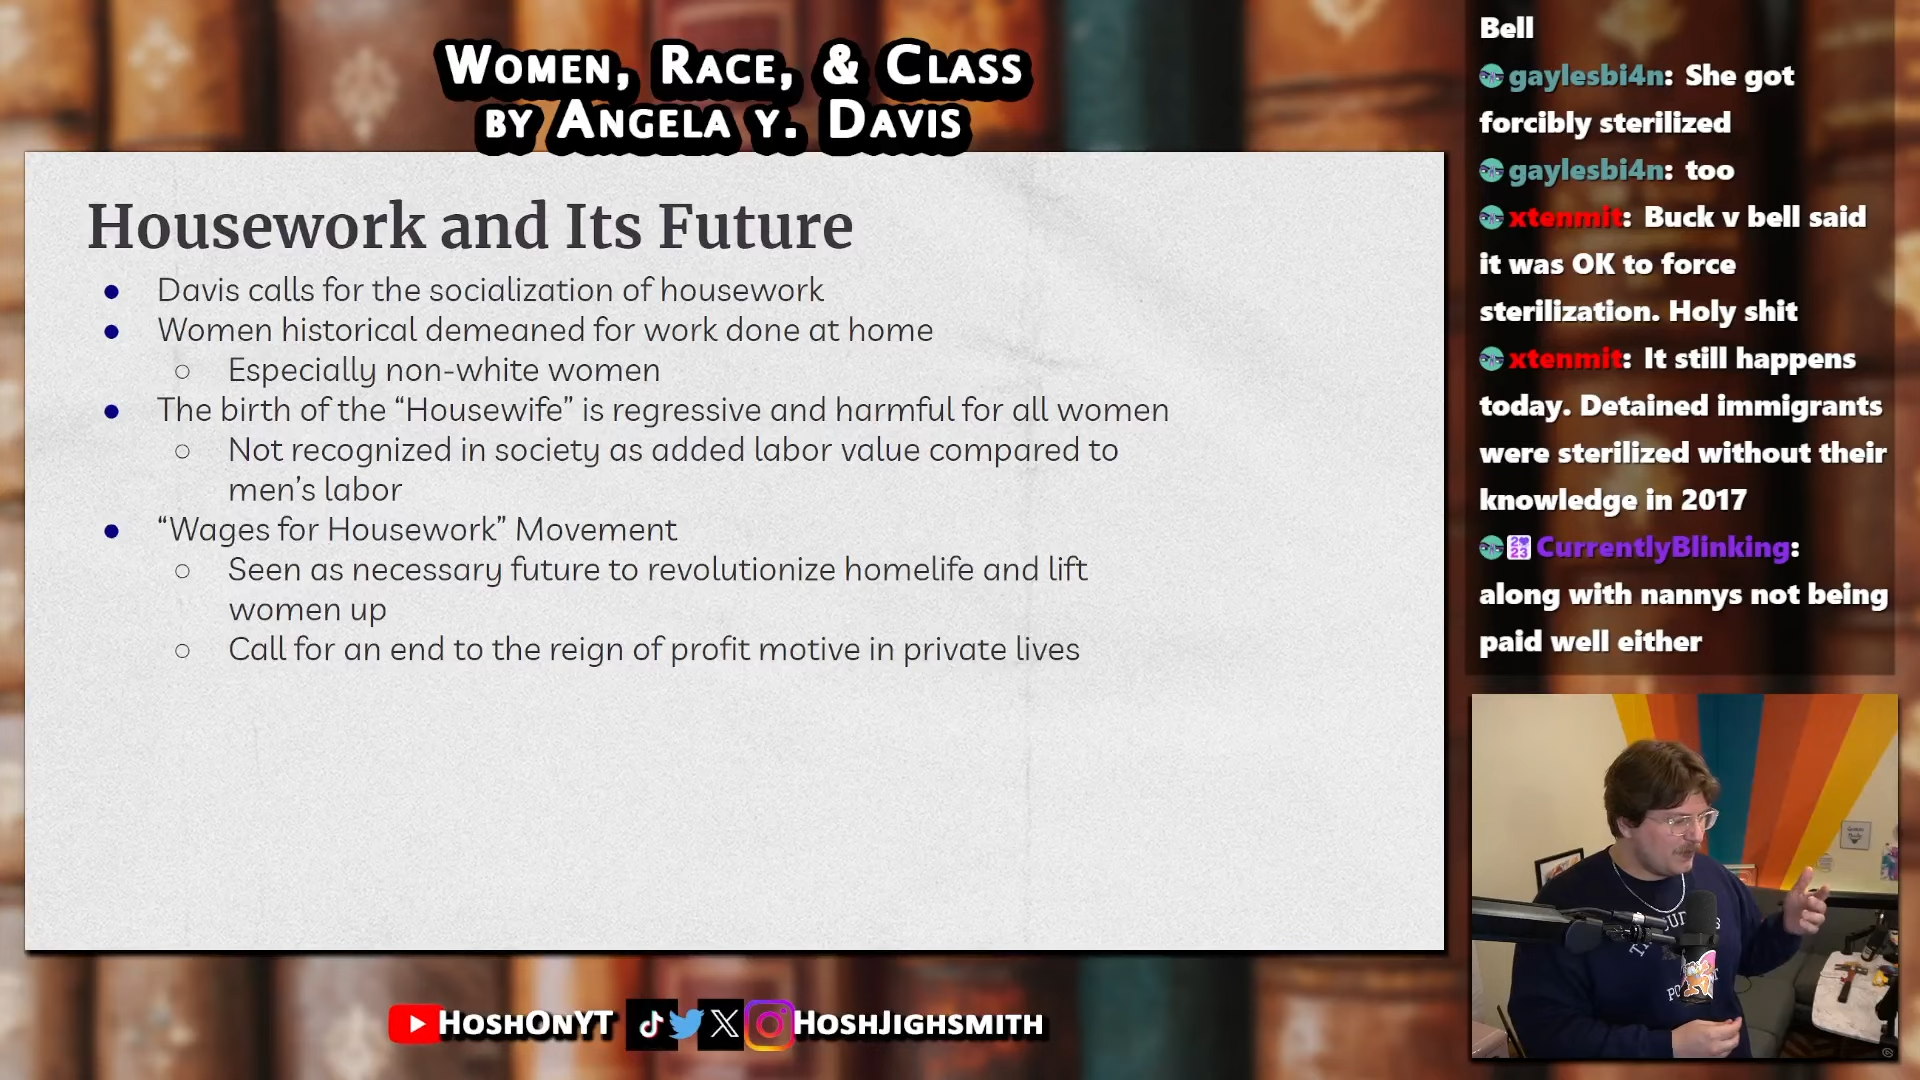 WOMEN, RACE, & CLASS
BY ANGELA Y. DAVIS
Housework and Its Future
● Davis calls for the socialization of housework
● Women historical demeaned for work done at home
○ Especially non-white women
● The birth of the “Housewife” is regressive and harmful for all women
○ Not recognized in society as added labor value compared to
men’s labor
● “Wages for Housework” Movement
○ Seen as necessary future to revolutionize homelife and lift
women up
○ Call for an end to the reign of profit motive in private lives
HOSHONYT
HOSHJIGHSMITH
Bell
gaylesbi4n: She got
forcibly sterilized
gaylesbi4n: too
xtenmit: Buck v bell said
it was OK to force
sterilization. Holy shit
xtenmit: It still happens
today. Detained immigrants
were sterilized without their
knowledge in 2017
CurrentlyBlinking:
along with nannys not being
paid well either